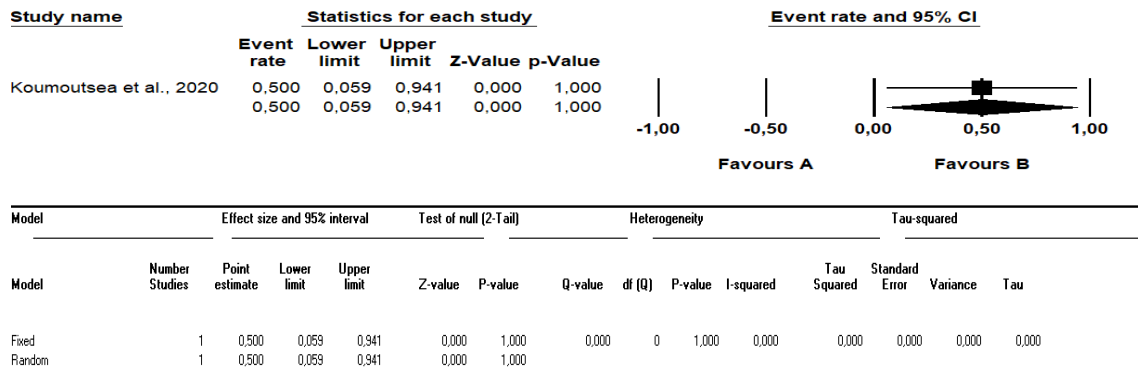 Study name Statistics for each study Event rate and 95% CI
Event Lower Upper
rate limit limit Z-Value p-Value
Koumoutsea et al., 2020 0,500 0,059 0,941 0,000 1,000
0,500 0,059 0,941 0,000 1,000
-1,00 -0,50 0,00 0,50 1,00
Favours A Favours B
Model Effect size and 95% interval Test of null (2-Tail) Heterogeneity Tau-squared
Number Point Lower Upper Tau Standard
Model Studies estimate limit limit Z-value P-value Q-value df (Q) P-value I-squared Squared Error Variance Tau
Fixed 1 0,500 0,059 0,941 0,000 1,000 0,000 0 1,000 0,000 0,000 0,000 0,000 0,000
Random 1 0,500 0,059 0,941 0,000 1,000